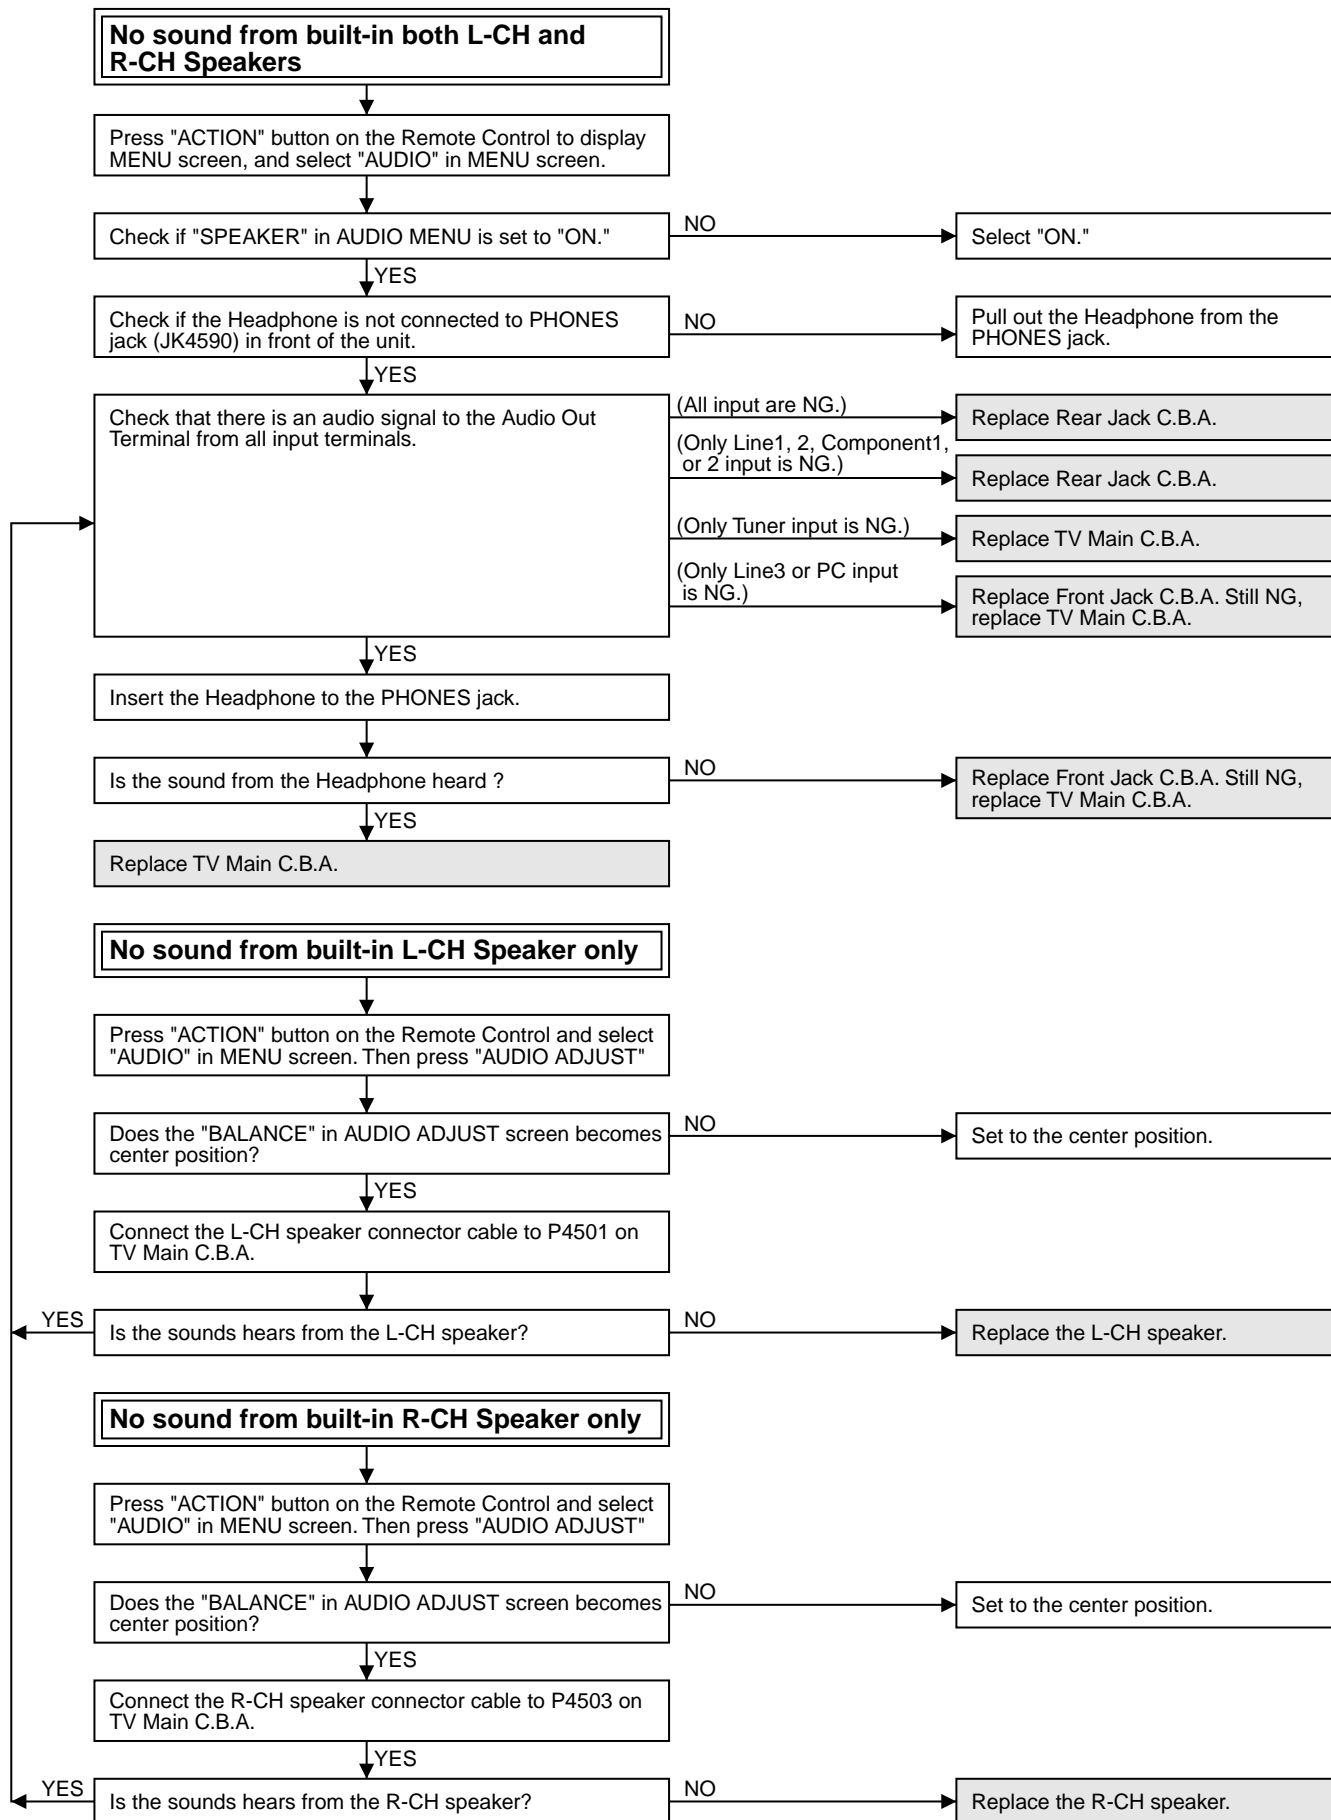 No sound from built-in both L-CH and
R-CH Speakers
Press "ACTION" button on the Remote Control to display
MENU screen, and select "AUDIO" in MENU screen.
Check if "SPEAKER" in AUDIO MENU is set to "ON."
NO
Select "ON."
YES
Check if the Headphone is not connected to PHONES
jack (JK4590) in front of the unit.
NO
Pull out the Headphone from the
PHONES jack.
YES
Check that there is an audio signal to the Audio Out
Terminal from all input terminals.
(All input are NG.)
Replace Rear Jack C.B.A.
(Only Line1, 2, Component1,
or 2 input is NG.)
Replace Rear Jack C.B.A.
(Only Tuner input is NG.)
Replace TV Main C.B.A.
(Only Line3 or PC input
is NG.)
Replace Front Jack C.B.A. Still NG,
replace TV Main C.B.A.
YES
Insert the Headphone to the PHONES jack.
Is the sound from the Headphone heard ?
NO
Replace Front Jack C.B.A. Still NG,
replace TV Main C.B.A.
YES
Replace TV Main C.B.A.
No sound from built-in L-CH Speaker only
Press "ACTION" button on the Remote Control and select
"AUDIO" in MENU screen. Then press "AUDIO ADJUST"
Does the "BALANCE" in AUDIO ADJUST screen becomes
center position?
NO
Set to the center position.
YES
Connect the L-CH speaker connector cable to P4501 on
TV Main C.B.A.
YES
Is the sounds hears from the L-CH speaker?
NO
Replace the L-CH speaker.
No sound from built-in R-CH Speaker only
Press "ACTION" button on the Remote Control and select
"AUDIO" in MENU screen. Then press "AUDIO ADJUST"
Does the "BALANCE" in AUDIO ADJUST screen becomes
center position?
NO
Set to the center position.
YES
Connect the R-CH speaker connector cable to P4503 on
TV Main C.B.A.
YES
YES
Is the sounds hears from the R-CH speaker?
NO
Replace the R-CH speaker.